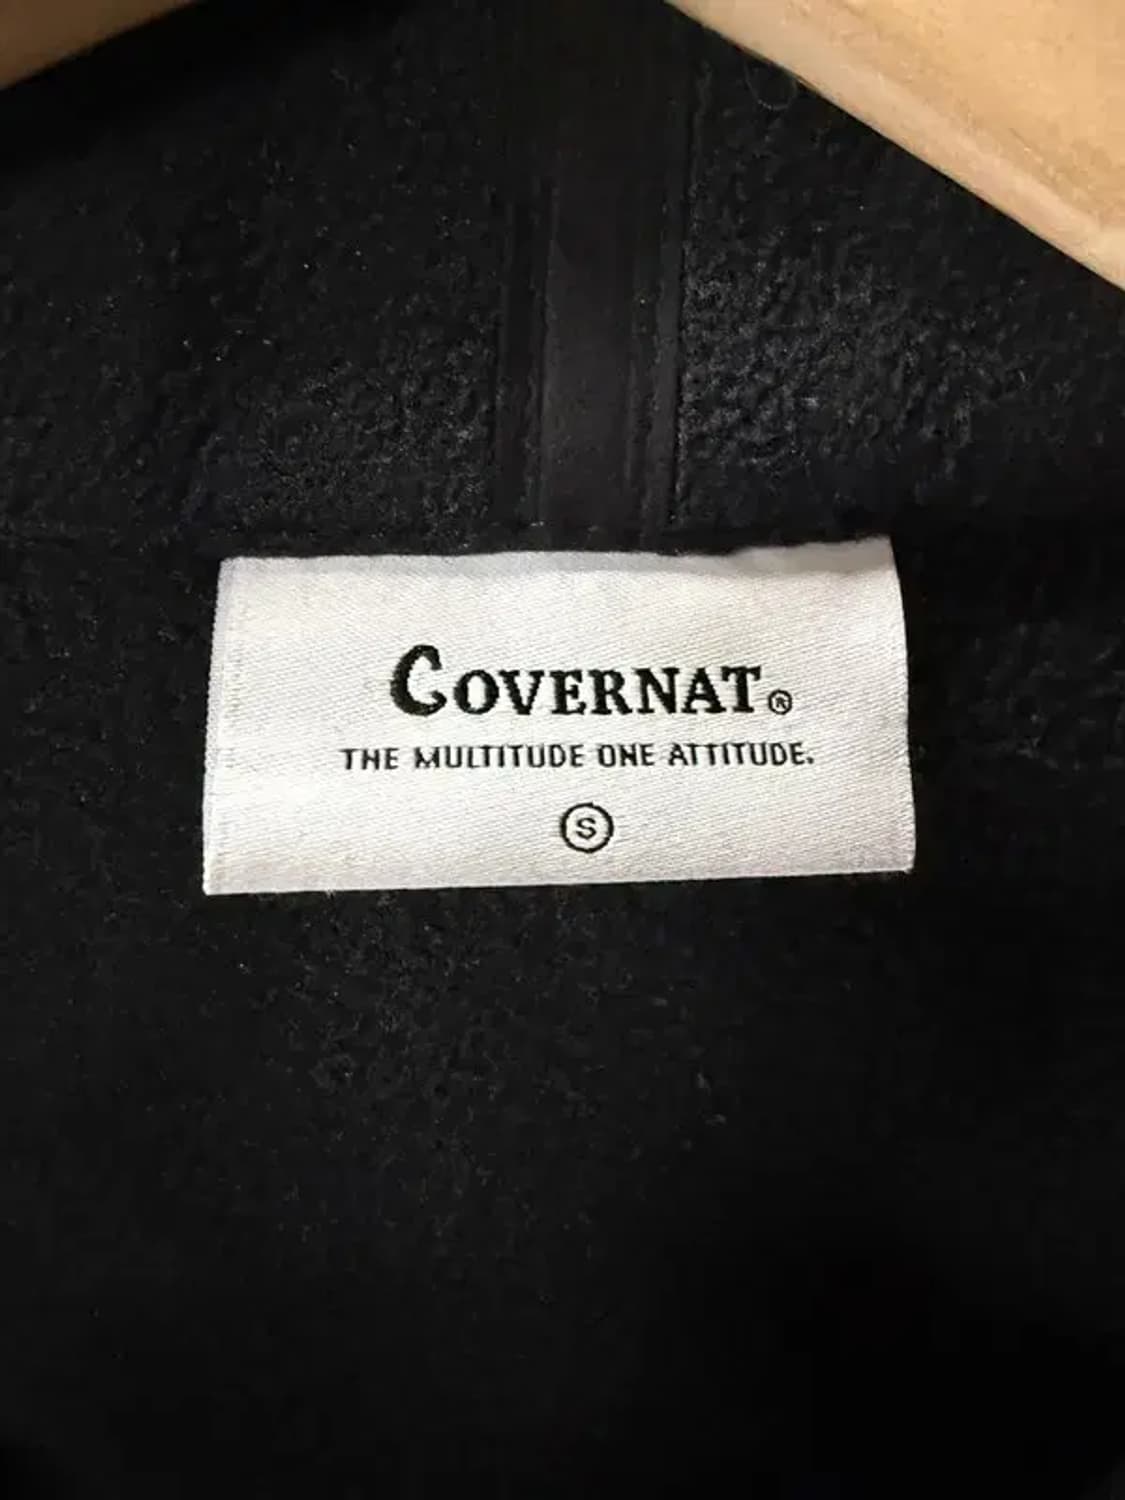 COVERNAT®
THE MULTITUDE ONE ATTITUDE.
S